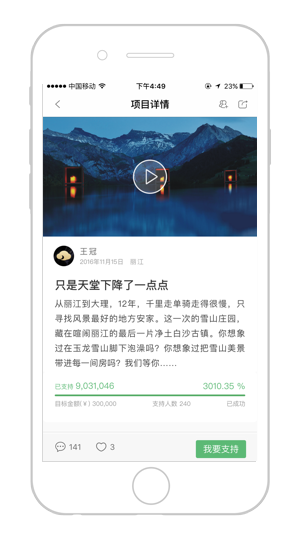 中国移动 下午4:49 23%
项目详情
王冠
2016年11月15日 丽江
只是天堂下降了一点点
从丽江到大理，12年，千里走单骑走得很慢，只
寻找风景最好的地方安家。这一次的雪山庄园，
藏在喧闹丽江的最后一片净土白沙古镇。你想象
过在玉龙雪山脚下泡澡吗？你想象过把雪山美景
带进每一间房吗？我们等你……
已支持 9,031,046 3010.35 %
目标金额(￥) 300,000 支持人数 240 已成功
141 3 我要支持